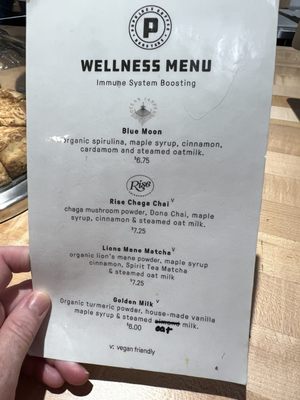 P
WELLNESS MENU
Immune System Boosting
Blue Moon
organic spirulina, maple syrup, cinnamon,
cardamom and steamed oatmilk.
$6.75
Rise
Rise Chega Chai v
chaga mushroom powder, Dona Chai, maple
syrup, cinnamon & steamed oat milk.
$7.25
Lions Mane Matcha v
organic lion's mane powder, maple syrup
cinnamon, Spirit Tea Matcha
& steamed oat milk
$7.25
Golden Milk v
Organic turmeric powder, house-made vanilla
maple syrup & steamed almond milk.
oat
$6.00
v: vegan friendly